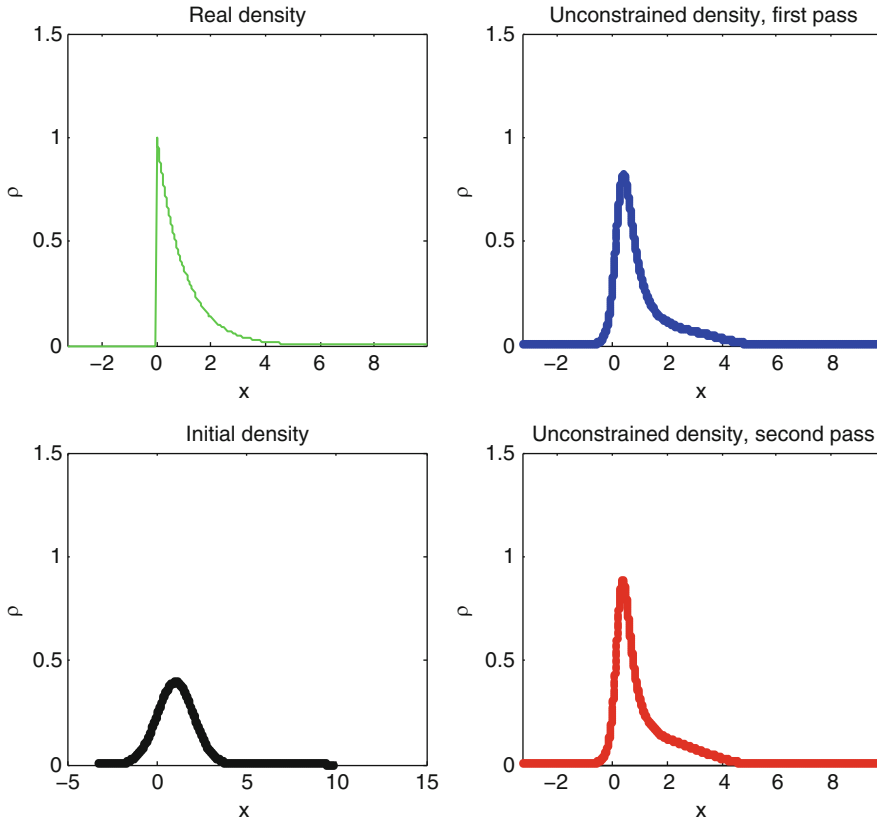 Real density
1.5
1
ρ
0.5
0
−2 0 2 4 6 8
x
Unconstrained density, first pass
1.5
1
ρ
0.5
0
−2 0 2 4 6 8
x
Initial density
1.5
1
ρ
0.5
0
−5 0 5 10 15
x
Unconstrained density, second pass
1.5
1
ρ
0.5
0
−2 0 2 4 6 8
x